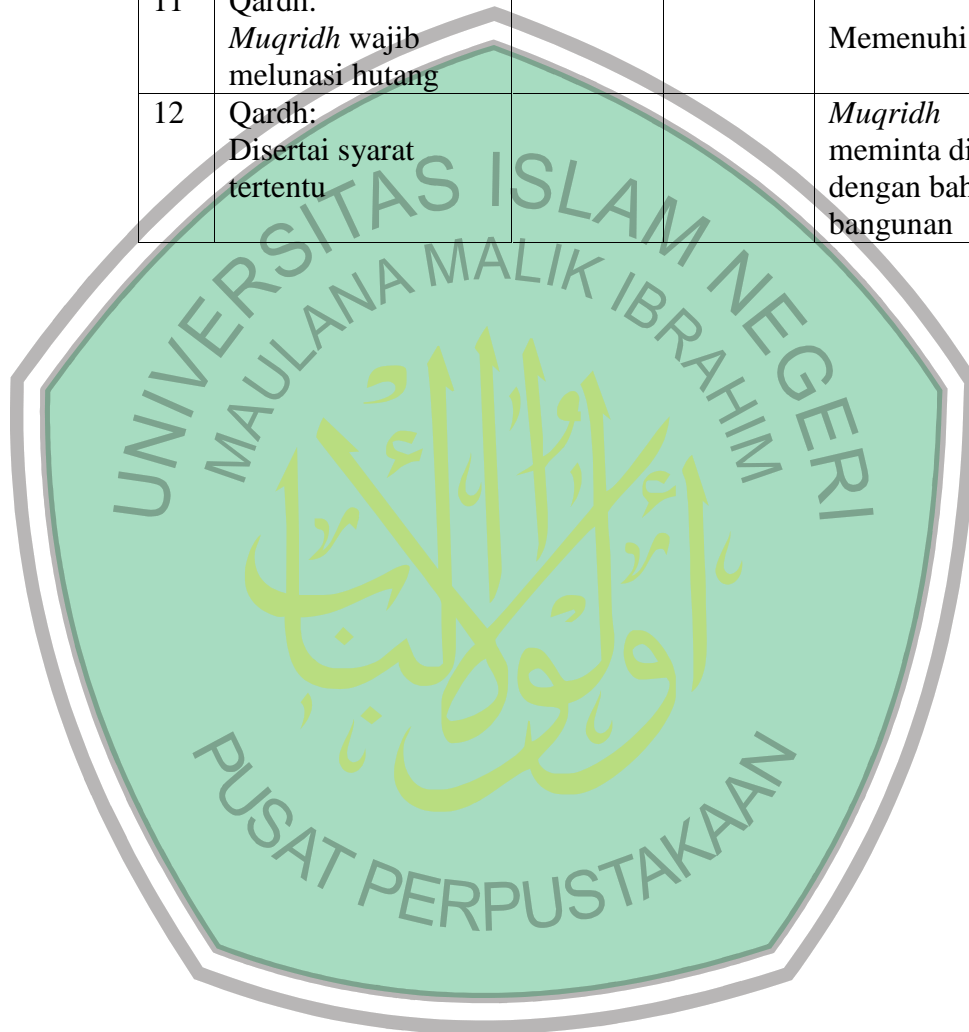 11 Qardh:
Muqridh wajib Memenuhi
melunasi hutang
12 Qardh: Muqridh
Disertai syarat meminta di
tertentu dengan bah
bangunan
UNIVERSITAS ISLAM NEGERI
MAULANA MALIK IBRAHIM
PUSAT PERPUSTAKAAN